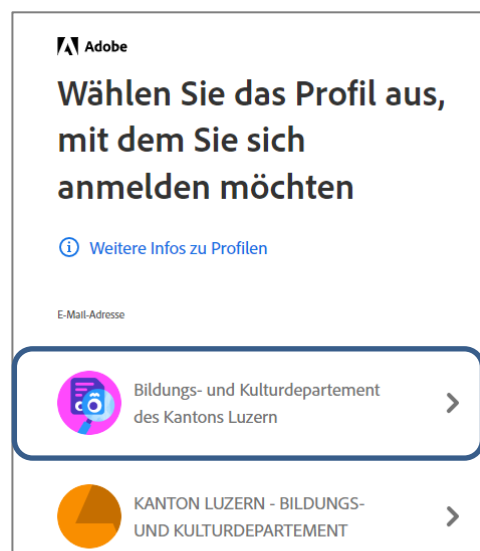 Adobe
Wählen Sie das Profil aus,
mit dem Sie sich
anmelden möchten
Weitere Infos zu Profilen
E-Mail-Adresse
Bildungs- und Kulturdepartement
des Kantons Luzern
KANTON LUZERN - BILDUNGS-
UND KULTURDEPARTEMENT